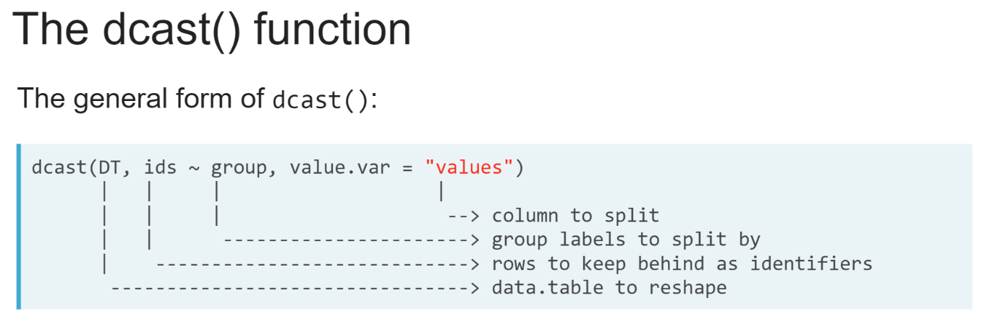 The dcast() function
The general form of dcast():
dcast(DT, ids ~ group, value.var = "values")
| | | |
| | | --> column to split
| | ----------------------> group labels to split by
| ----------------------------> rows to keep behind as identifiers
--------------------------------> data.table to reshape